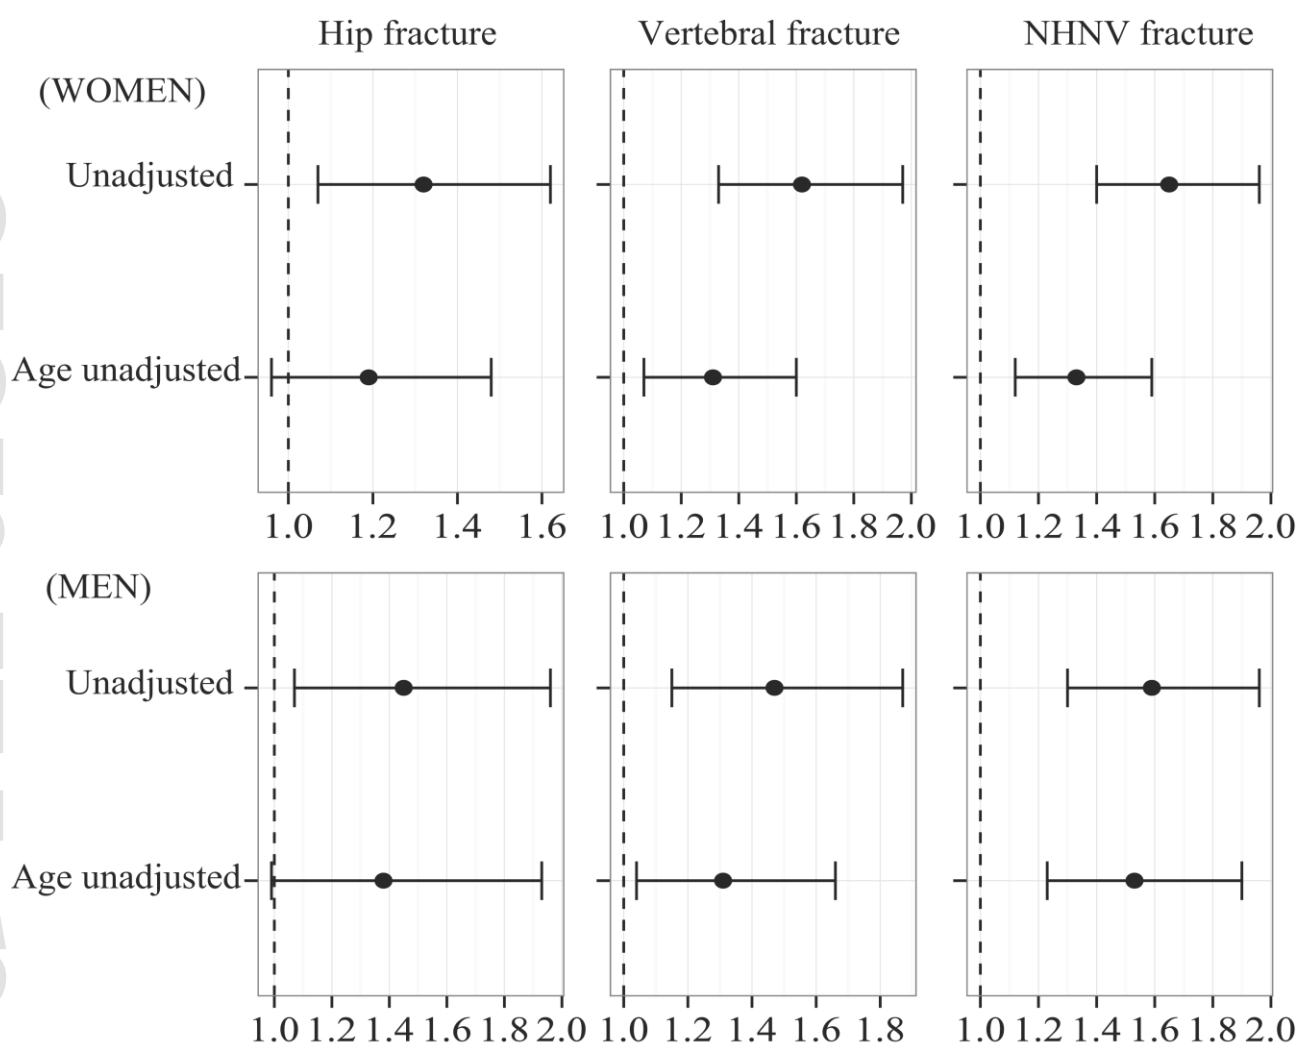 Hip fracture Vertebral fracture NHNV fracture
(WOMEN)
Unadjusted
Age unadjusted
1.0 1.2 1.4 1.6 1.0 1.2 1.4 1.6 1.8 2.0 1.0 1.2 1.4 1.6 1.8 2.0
(MEN)
Unadjusted
Age unadjusted
1.0 1.2 1.4 1.6 1.8 2.0 1.0 1.2 1.4 1.6 1.8 1.0 1.2 1.4 1.6 1.8 2.0